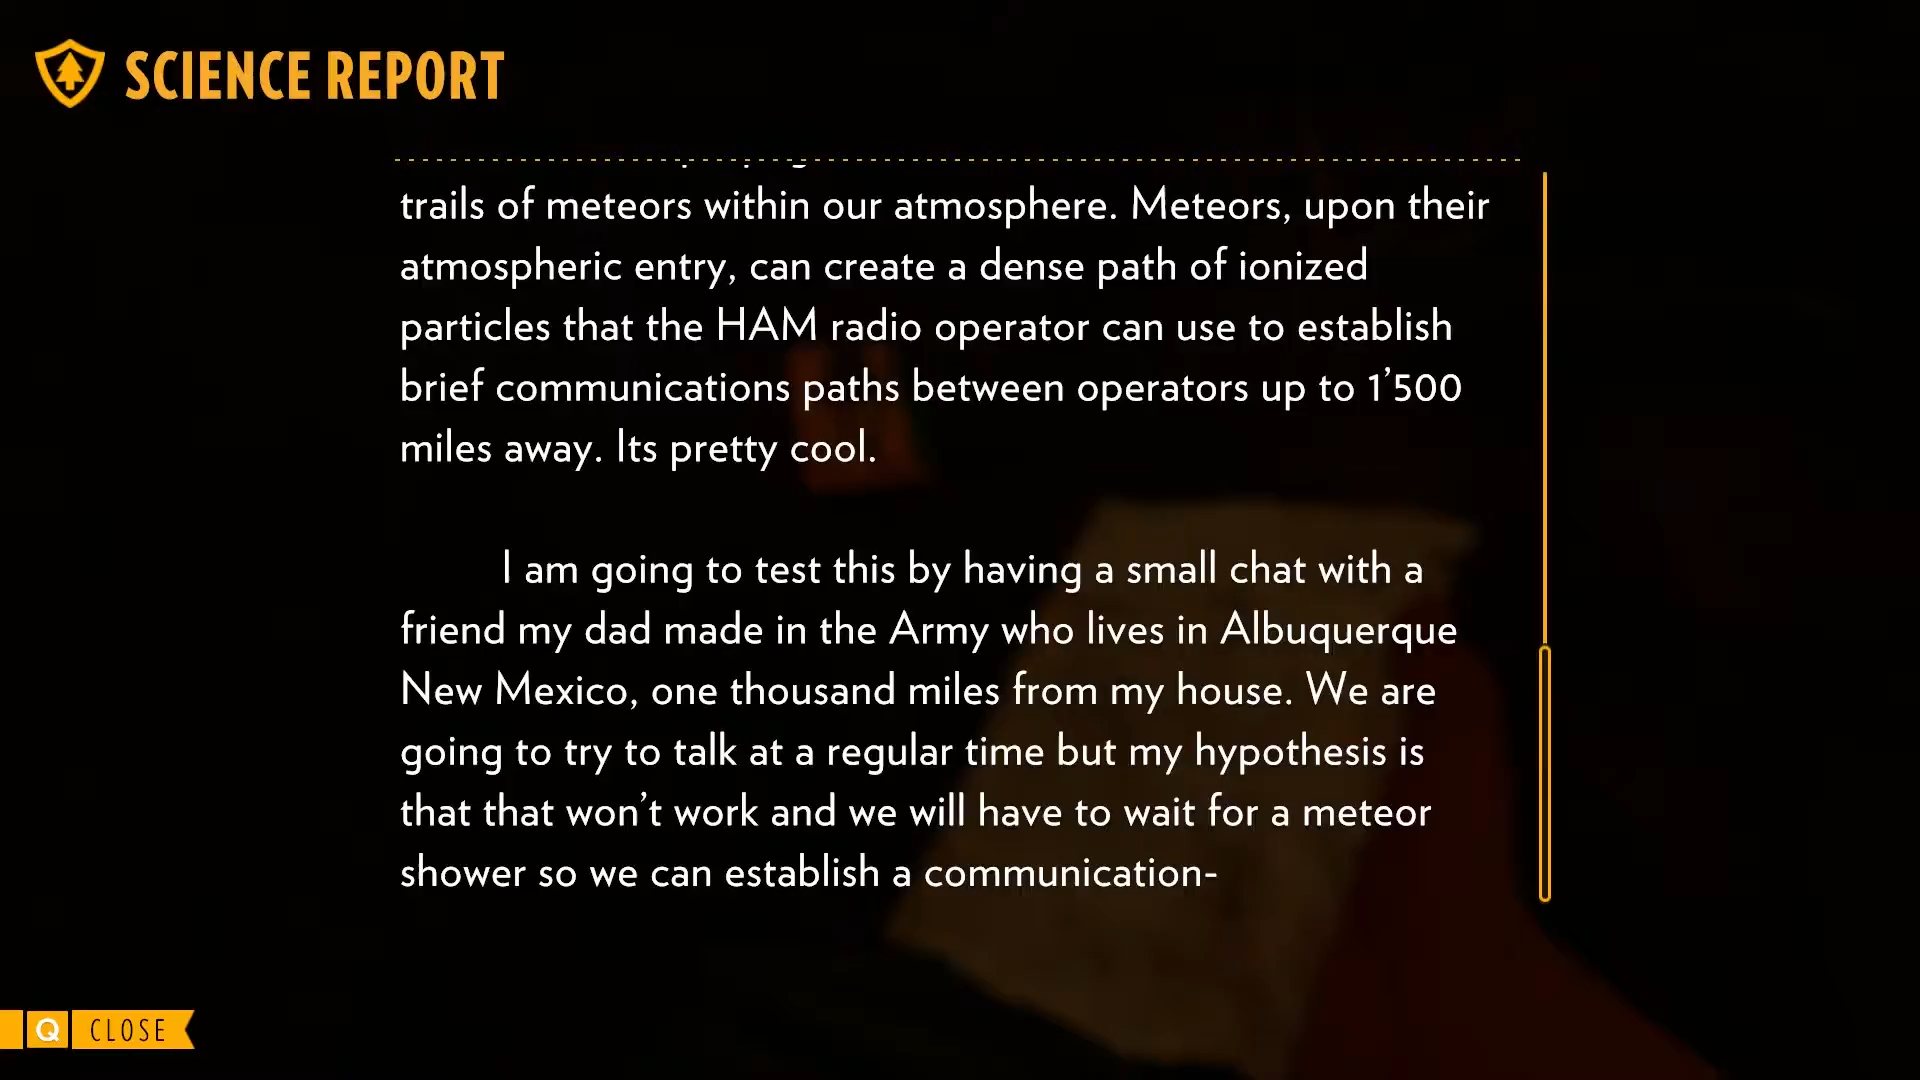 SCIENCE REPORT
trails of meteors within our atmosphere. Meteors, upon their
atmospheric entry, can create a dense path of ionized
particles that the HAM radio operator can use to establish
brief communications paths between operators up to 1’500
miles away. Its pretty cool.
I am going to test this by having a small chat with a
friend my dad made in the Army who lives in Albuquerque
New Mexico, one thousand miles from my house. We are
going to try to talk at a regular time but my hypothesis is
that that won’t work and we will have to wait for a meteor
shower so we can establish a communication-
Q CLOSE